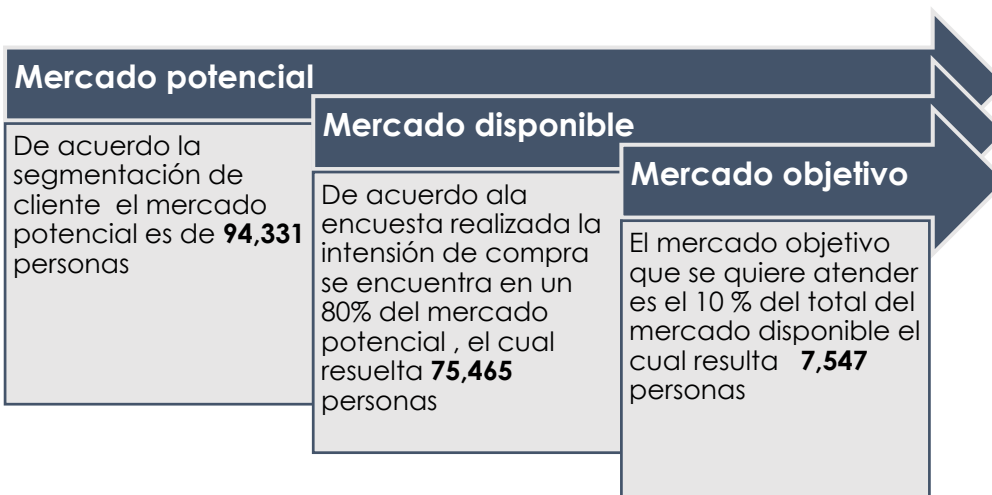 Mercado potencial
De acuerdo la
segmentación de
cliente el mercado
potencial es de 94,331
personas
Mercado disponible
De acuerdo ala
encuesta realizada la
intensión de compra
se encuentra en un
80% del mercado
potencial , el cual
resuelta 75,465
personas
Mercado objetivo
El mercado objetivo
que se quiere atender
es el 10 % del total del
mercado disponible el
cual resulta 7,547
personas